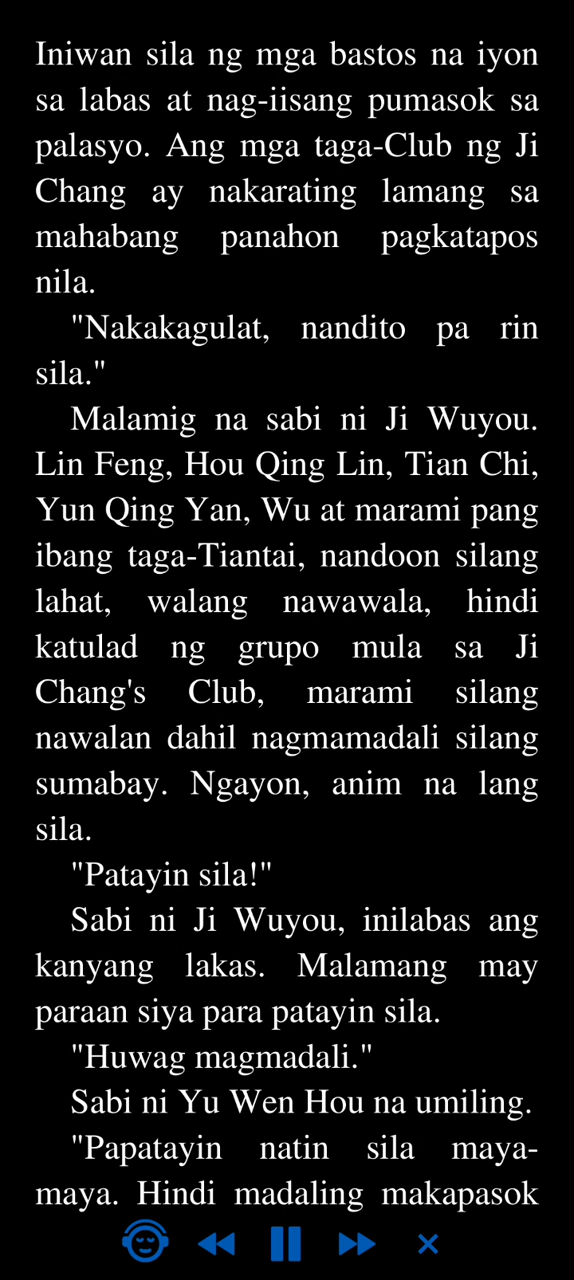 Iniwan sila ng mga bastos na iyon
sa labas at nag-iisang pumasok sa
palasyo. Ang mga taga-Club ng Ji
Chang ay nakarating lamang sa
mahabang panahon pagkatapos
nila.
"Nakakagulat, nandito pa rin
sila."
Malamig na sabi ni Ji Wuyou.
Lin Feng, Hou Qing Lin, Tian Chi,
Yun Qing Yan, Wu at marami pang
ibang taga-Tiantai, nandoon silang
lahat, walang nawawala, hindi
katulad ng grupo mula sa Ji
Chang's Club, marami silang
nawalan dahil nagmamadali silang
sumabay. Ngayon, anim na lang
sila.
"Patayin sila!"
Sabi ni Ji Wuyou, inilabas ang
kanyang lakas. Malamang may
paraan siya para patayin sila.
"Huwag magmadali."
Sabi ni Yu Wen Hou na umiling.
"Papatayin natin sila maya-
maya. Hindi madaling makapasok